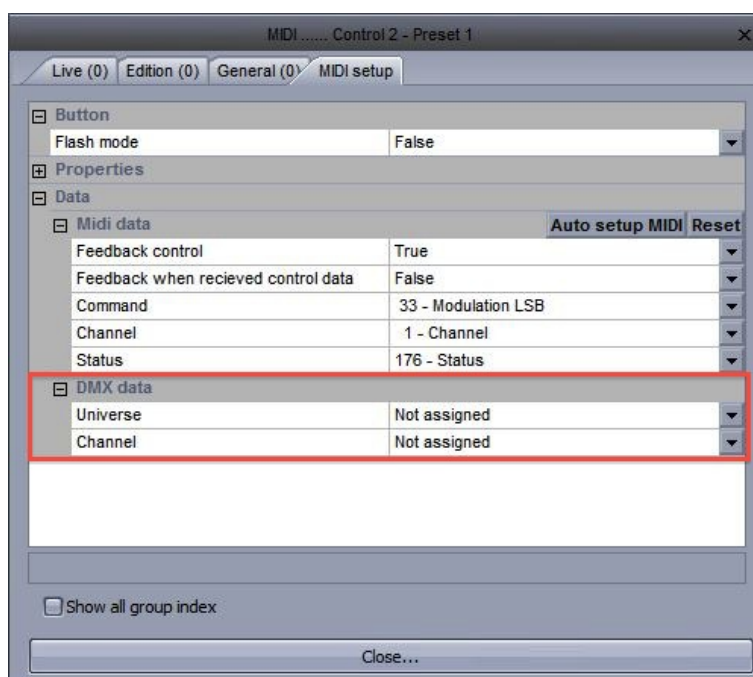 MIDI ...... Control 2 - Preset 1
Live (0) Edition (0) General (0) MIDI setup
Button
Flash mode False
Properties
Data
Midi data Auto setup MIDI Reset
Feedback control True
Feedback when recieved control data False
Command 33 - Modulation LSB
Channel 1 - Channel
Status 176 - Status
DMX data
Universe Not assigned
Channel Not assigned
Show all group index
Close...